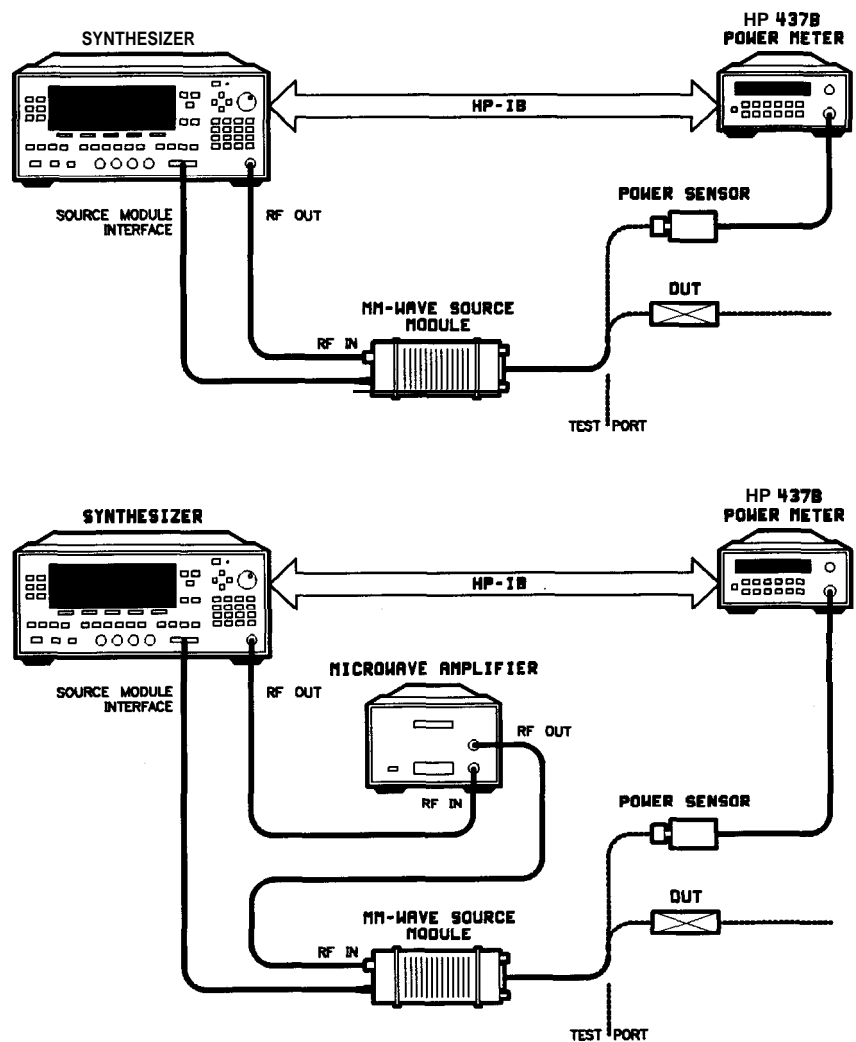 HP 437B
POWER METER
SYNTHESIZER
HP-IB
POWER SENSOR
SOURCE MODULE
INTERFACE
RF OUT
DUT
MM-WAVE SOURCE
MODULE
RF IN
TEST PORT
HP 437B
POWER METER
SYNTHESIZER
HP-IB
MICROWAVE AMPLIFIER
SOURCE MODULE
INTERFACE
RF OUT
RF OUT
RF IN
POWER SENSOR
DUT
MM-WAVE SOURCE
MODULE
RF IN
TEST PORT